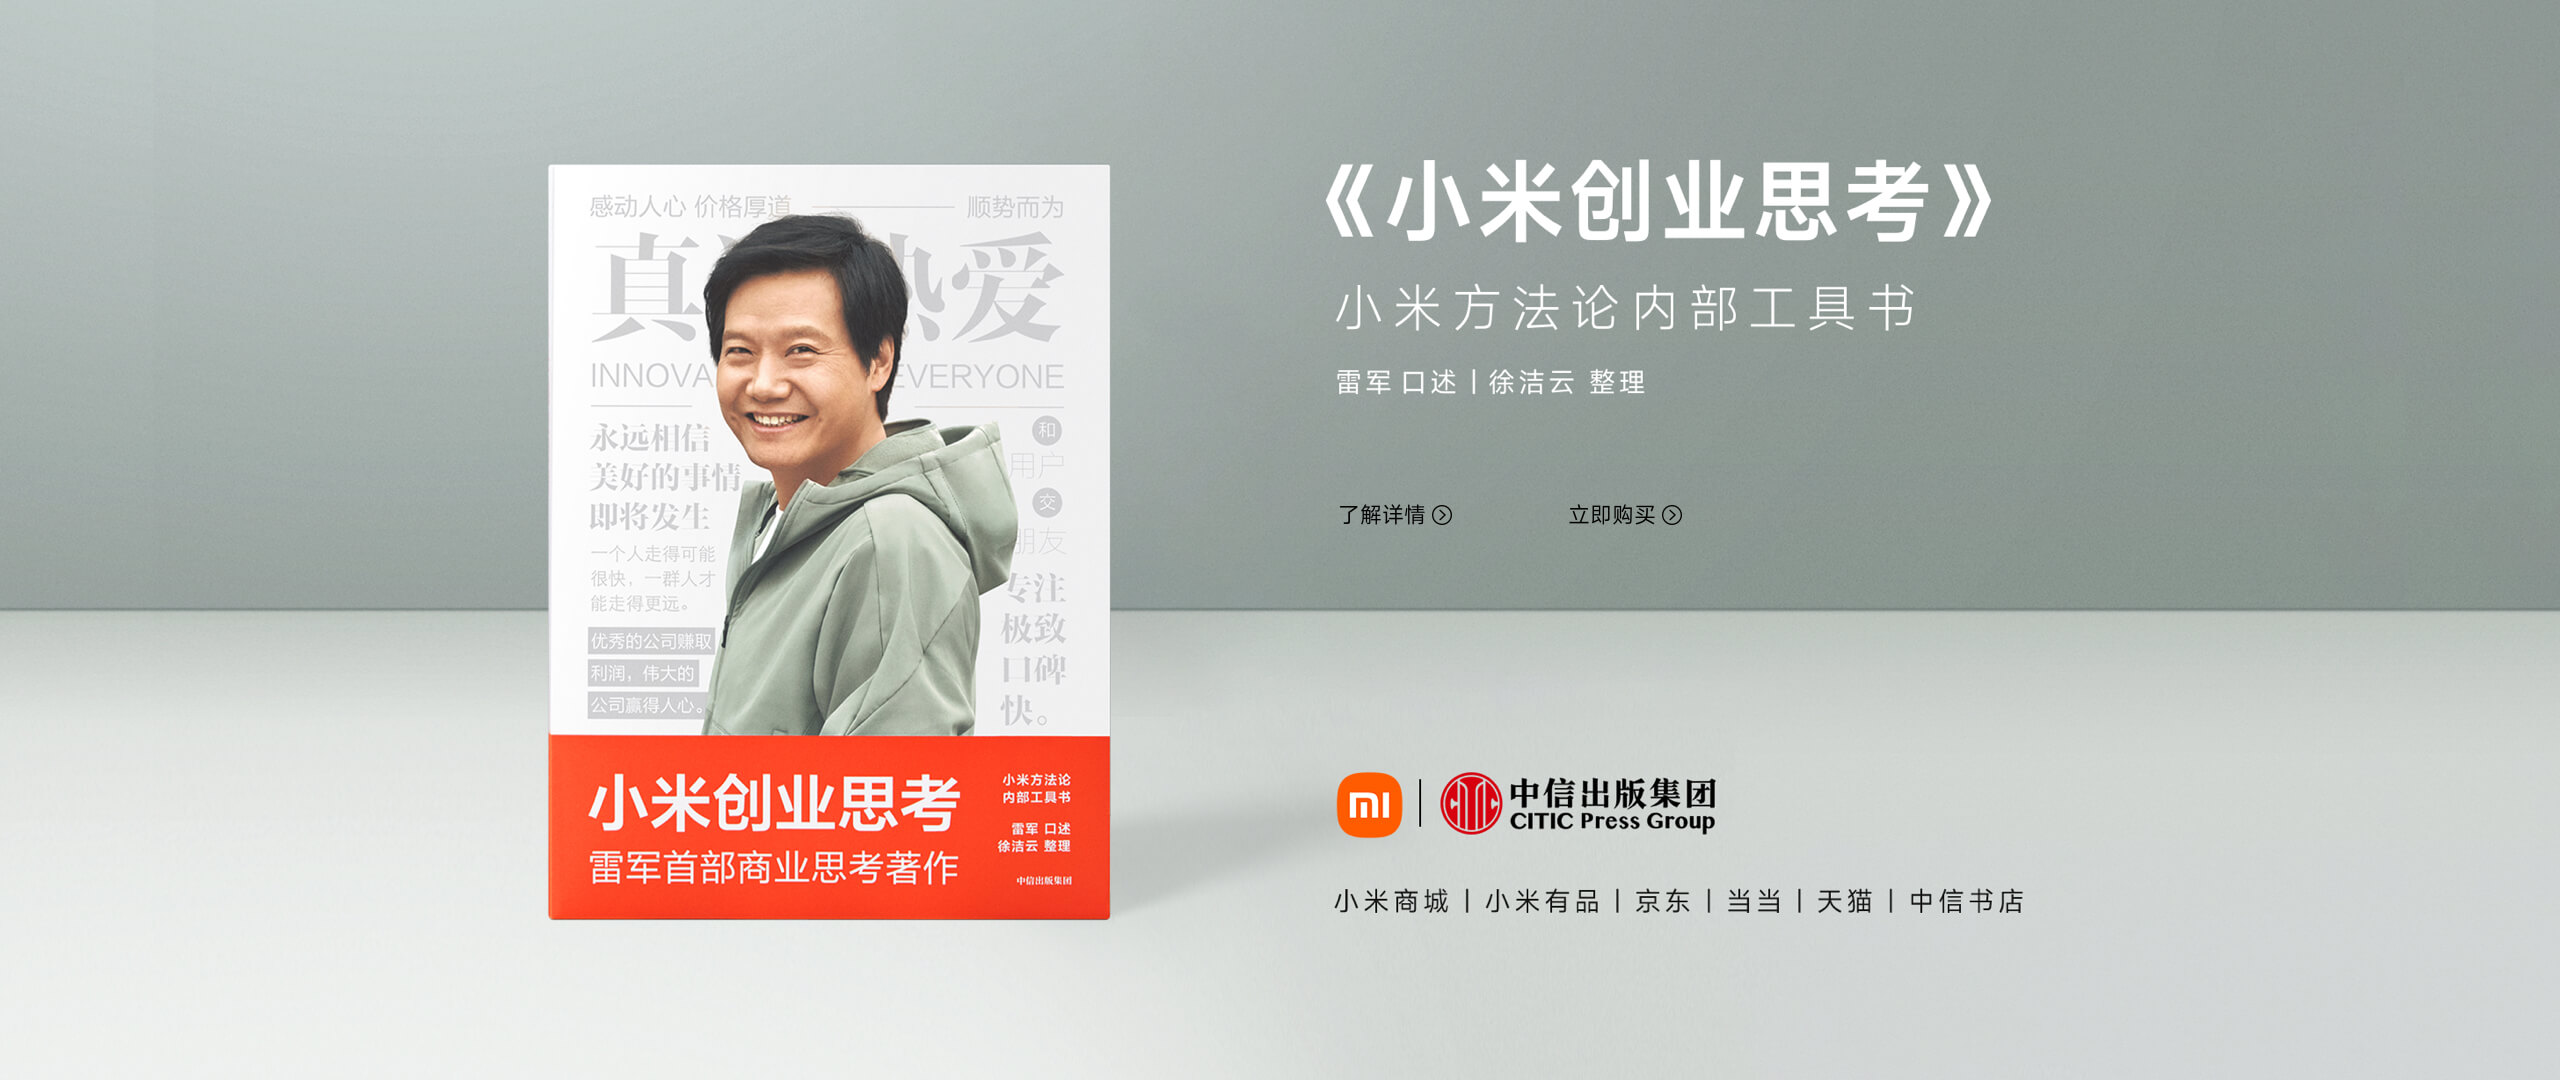 感动人心 价格厚道
顺势而为
真
热爱
INNOVA
EVERYONE
永远相信
美好的事情
即将发生
一个人走得可能
很快，一群人才
能走得更远。
优秀的公司赚取
利润，伟大的
公司赢得人心。
和
用户
交
朋友
专注
极致
口碑
快。
小米创业思考
雷军首部商业思考著作
小米方法论
内部工具书
雷军 口述
徐洁云 整理
中信出版集团
《小米创业思考》
小米方法论内部工具书
雷军 口述 | 徐洁云 整理
了解详情 立即购买
mi | CITIC 中信出版集团
CITIC Press Group
小米商城 | 小米有品 | 京东 | 当当 | 天猫 | 中信书店